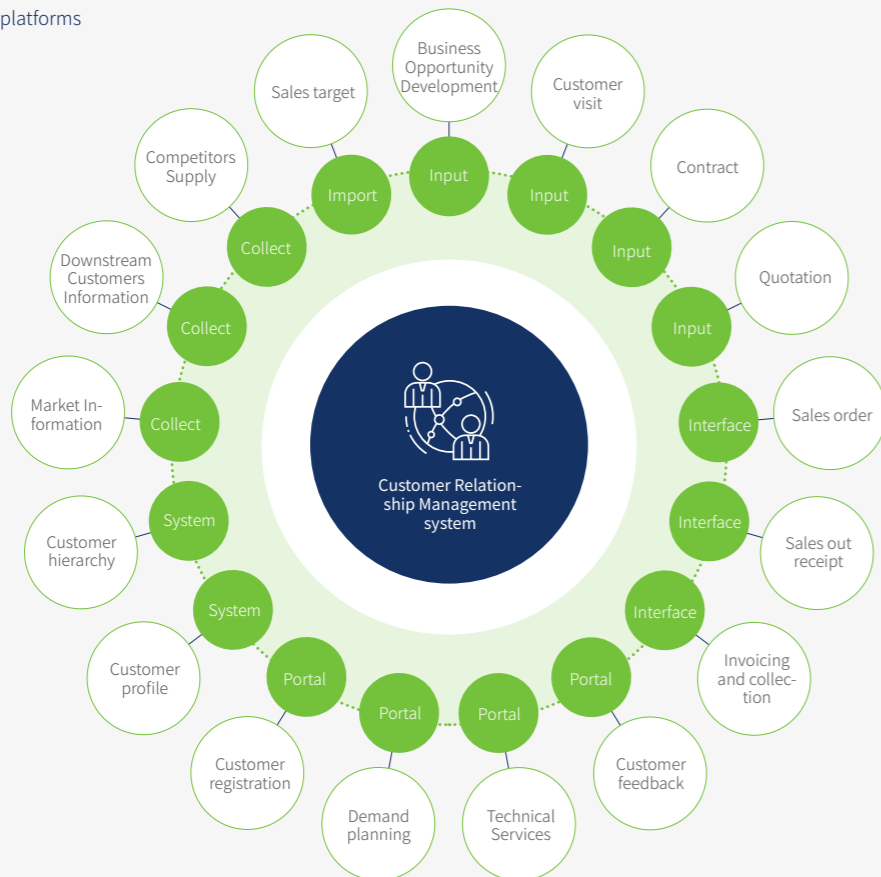 platforms
Business
Opportunity
Development
Input
Customer
visit
Input
Contract
Input
Quotation
Input
Sales order
Interface
Sales out
receipt
Interface
Invoicing
and collec-
tion
Interface
Customer
feedback
Portal
Technical
Services
Portal
Demand
planning
Portal
Customer
registration
Portal
Customer
profile
System
Customer
hierarchy
System
Market In-
formation
Collect
Downstream
Customers
Information
Collect
Competitors
Supply
Collect
Sales target
Import
Customer Relation-
ship Management
system